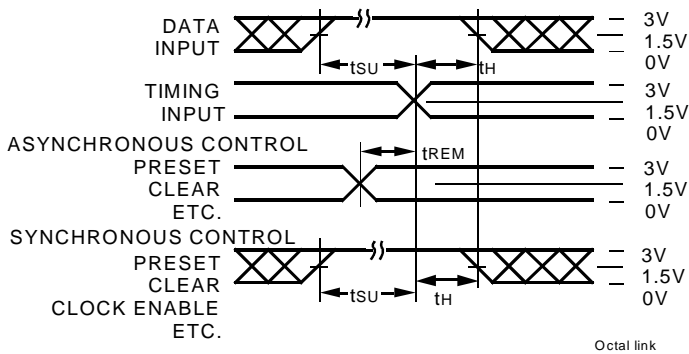 DATA
INPUT
3V
1.5V
0V
tSU
tH
TIMING
INPUT
3V
1.5V
0V
ASYNCHRONOUS CONTROL
tREM
PRESET
CLEAR
ETC.
3V
1.5V
0V
SYNCHRONOUS CONTROL
PRESET
CLEAR
CLOCK ENABLE
ETC.
3V
1.5V
0V
tSU
tH
Octal link